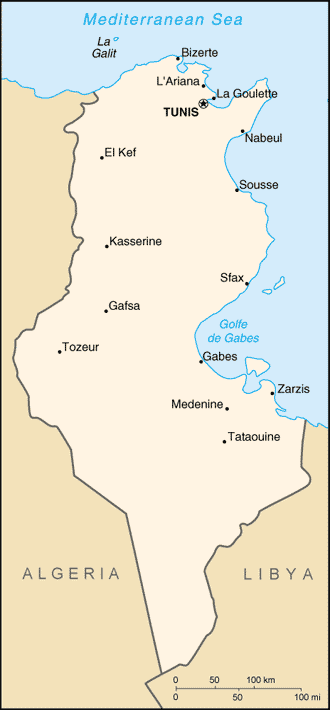 Mediterranean Sea
La
Galit
Bizerte
L'Ariana
La Goulette
TUNIS
Nabeul
El Kef
Sousse
Kasserine
Sfax
Gafsa
Golfe
de Gabes
Tozeur
Gabes
Zarzis
Medenine
Tataouine
ALGERIA
LIBYA
0 50 100 km
0 50 100 mi